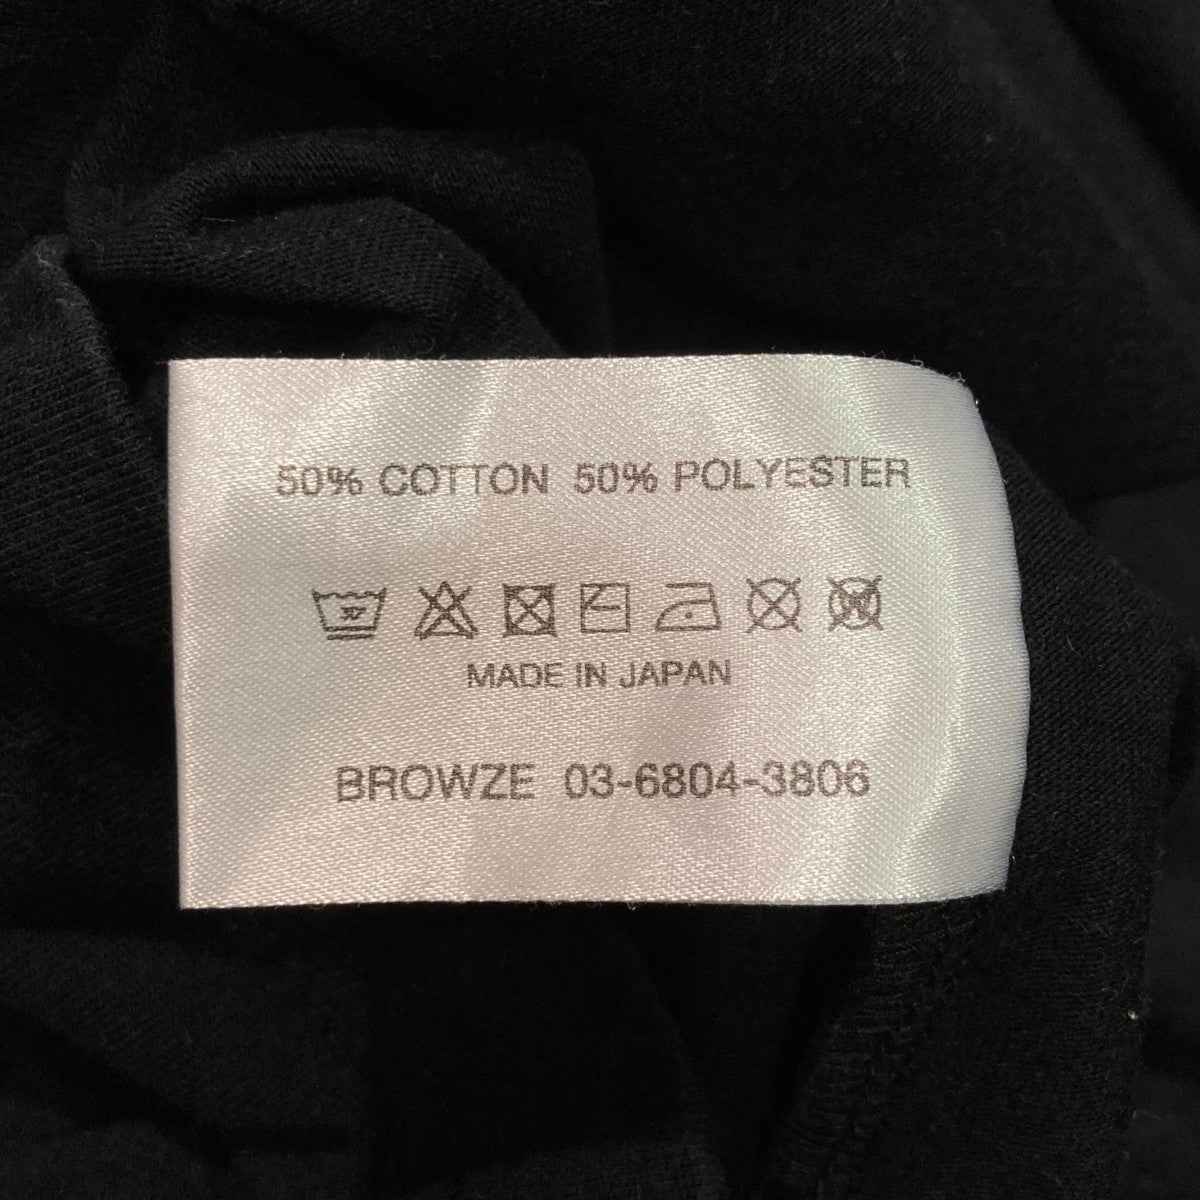 50% COTTON 50% POLYESTER
MADE IN JAPAN
BROWZE 03-6804-3806